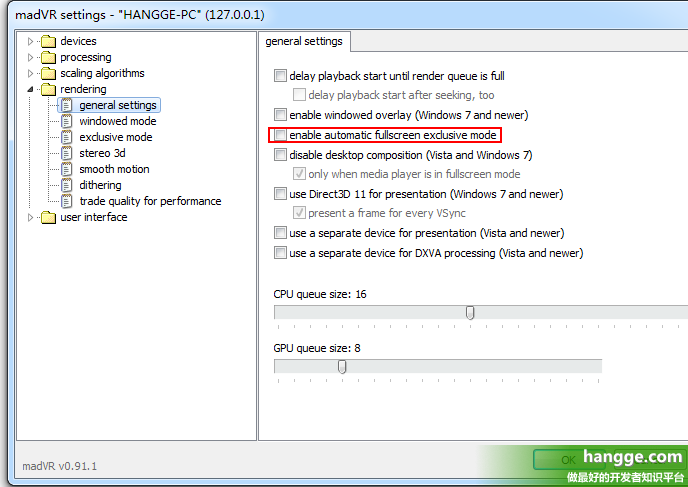 madVR settings - "HANGGE-PC" (127.0.0.1)
devices
processing
scaling algorithms
rendering
general settings
windowed mode
exclusive mode
stereo 3d
smooth motion
dithering
trade quality for performance
user interface
general settings
delay playback start until render queue is full
delay playback start after seeking, too
enable windowed overlay (Windows 7 and newer)
enable automatic fullscreen exclusive mode
disable desktop composition (Vista and Windows 7)
only when media player is in fullscreen mode
use Direct3D 11 for presentation (Windows 7 and newer)
present a frame for every VSync
use a separate device for presentation (Vista and newer)
use a separate device for DXVA processing (Vista and newer)
CPU queue size: 16
GPU queue size: 8
madVR v0.91.1
OK
hangge.com
做最好的开发者知识平台